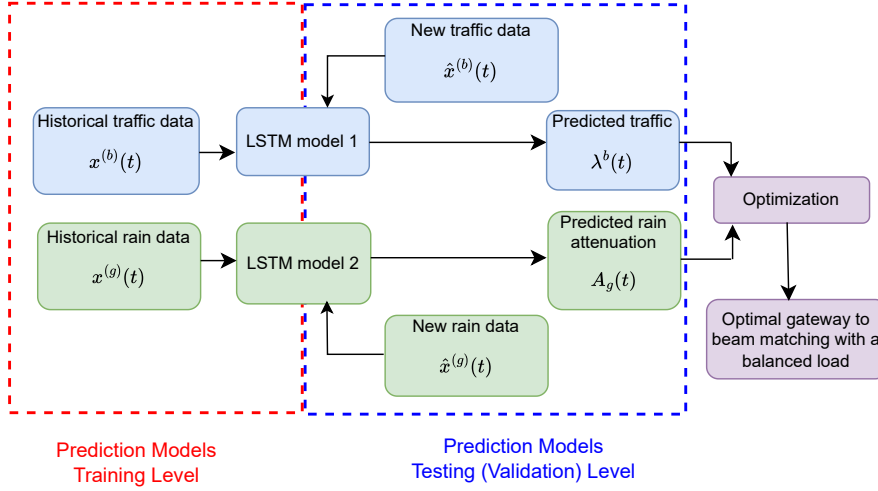 New traffic data
x̂^(b)(t)
Historical traffic data
x^(b)(t)
LSTM model 1
Predicted traffic
λ^b(t)
Optimization
Historical rain data
x^(g)(t)
LSTM model 2
Predicted rain
attenuation
A_g(t)
New rain data
x̂^(g)(t)
Optimal gateway to
beam matching with a
balanced load
Prediction Models
Training Level
Prediction Models
Testing (Validation) Level